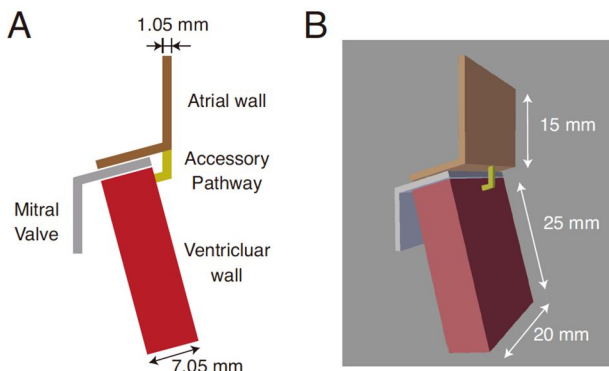 A
1.05 mm
Atrial wall
Accessory
Pathway
Mitral
Valve
Ventricluar
wall
7.05 mm
B
15 mm
25 mm
20 mm